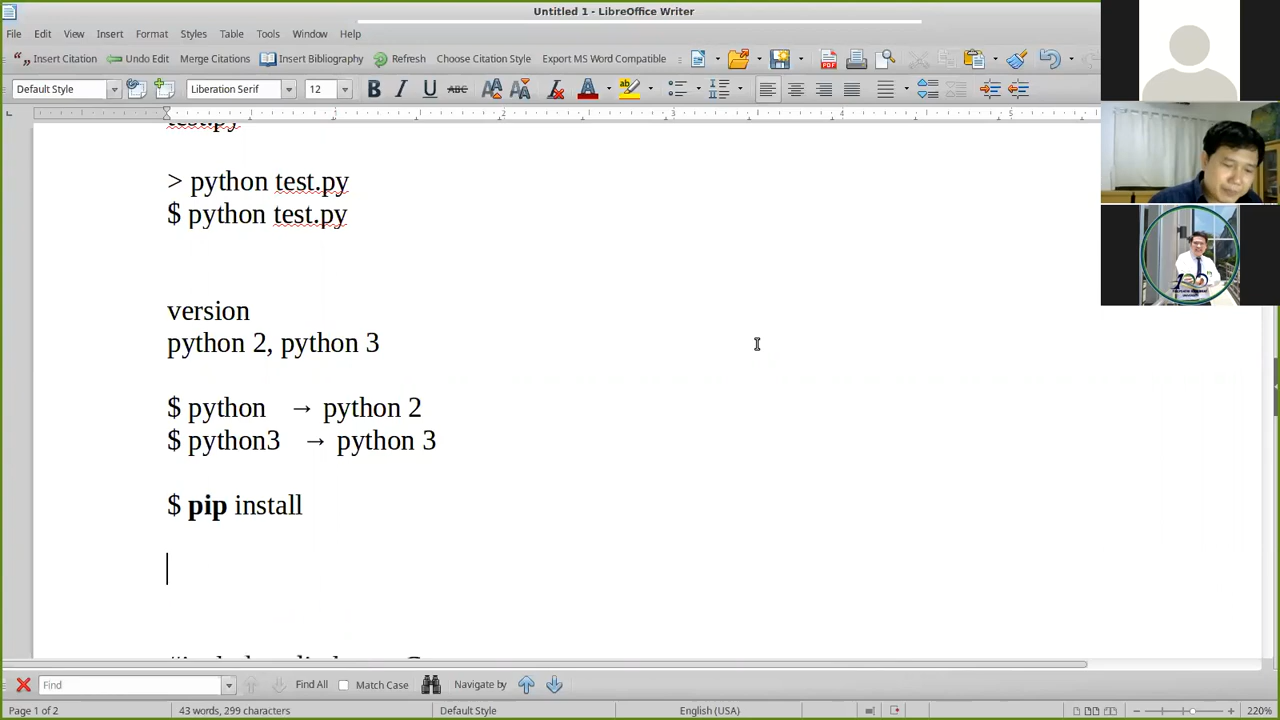 Untitled 1 - LibreOffice Writer
File Edit View Insert Format Styles Table Tools Window Help
Insert Citation Undo Edit Merge Citations Insert Bibliography Refresh Choose Citation Style Export MS Word Compatible
Default Style Liberation Serif 12
> python test.py
$ python test.py
version
python 2, python 3
$ python → python 2
$ python3 → python 3
$ pip install
Find Find All Match Case Navigate by
Page 1 of 2 43 words, 299 characters Default Style English (USA) 220%